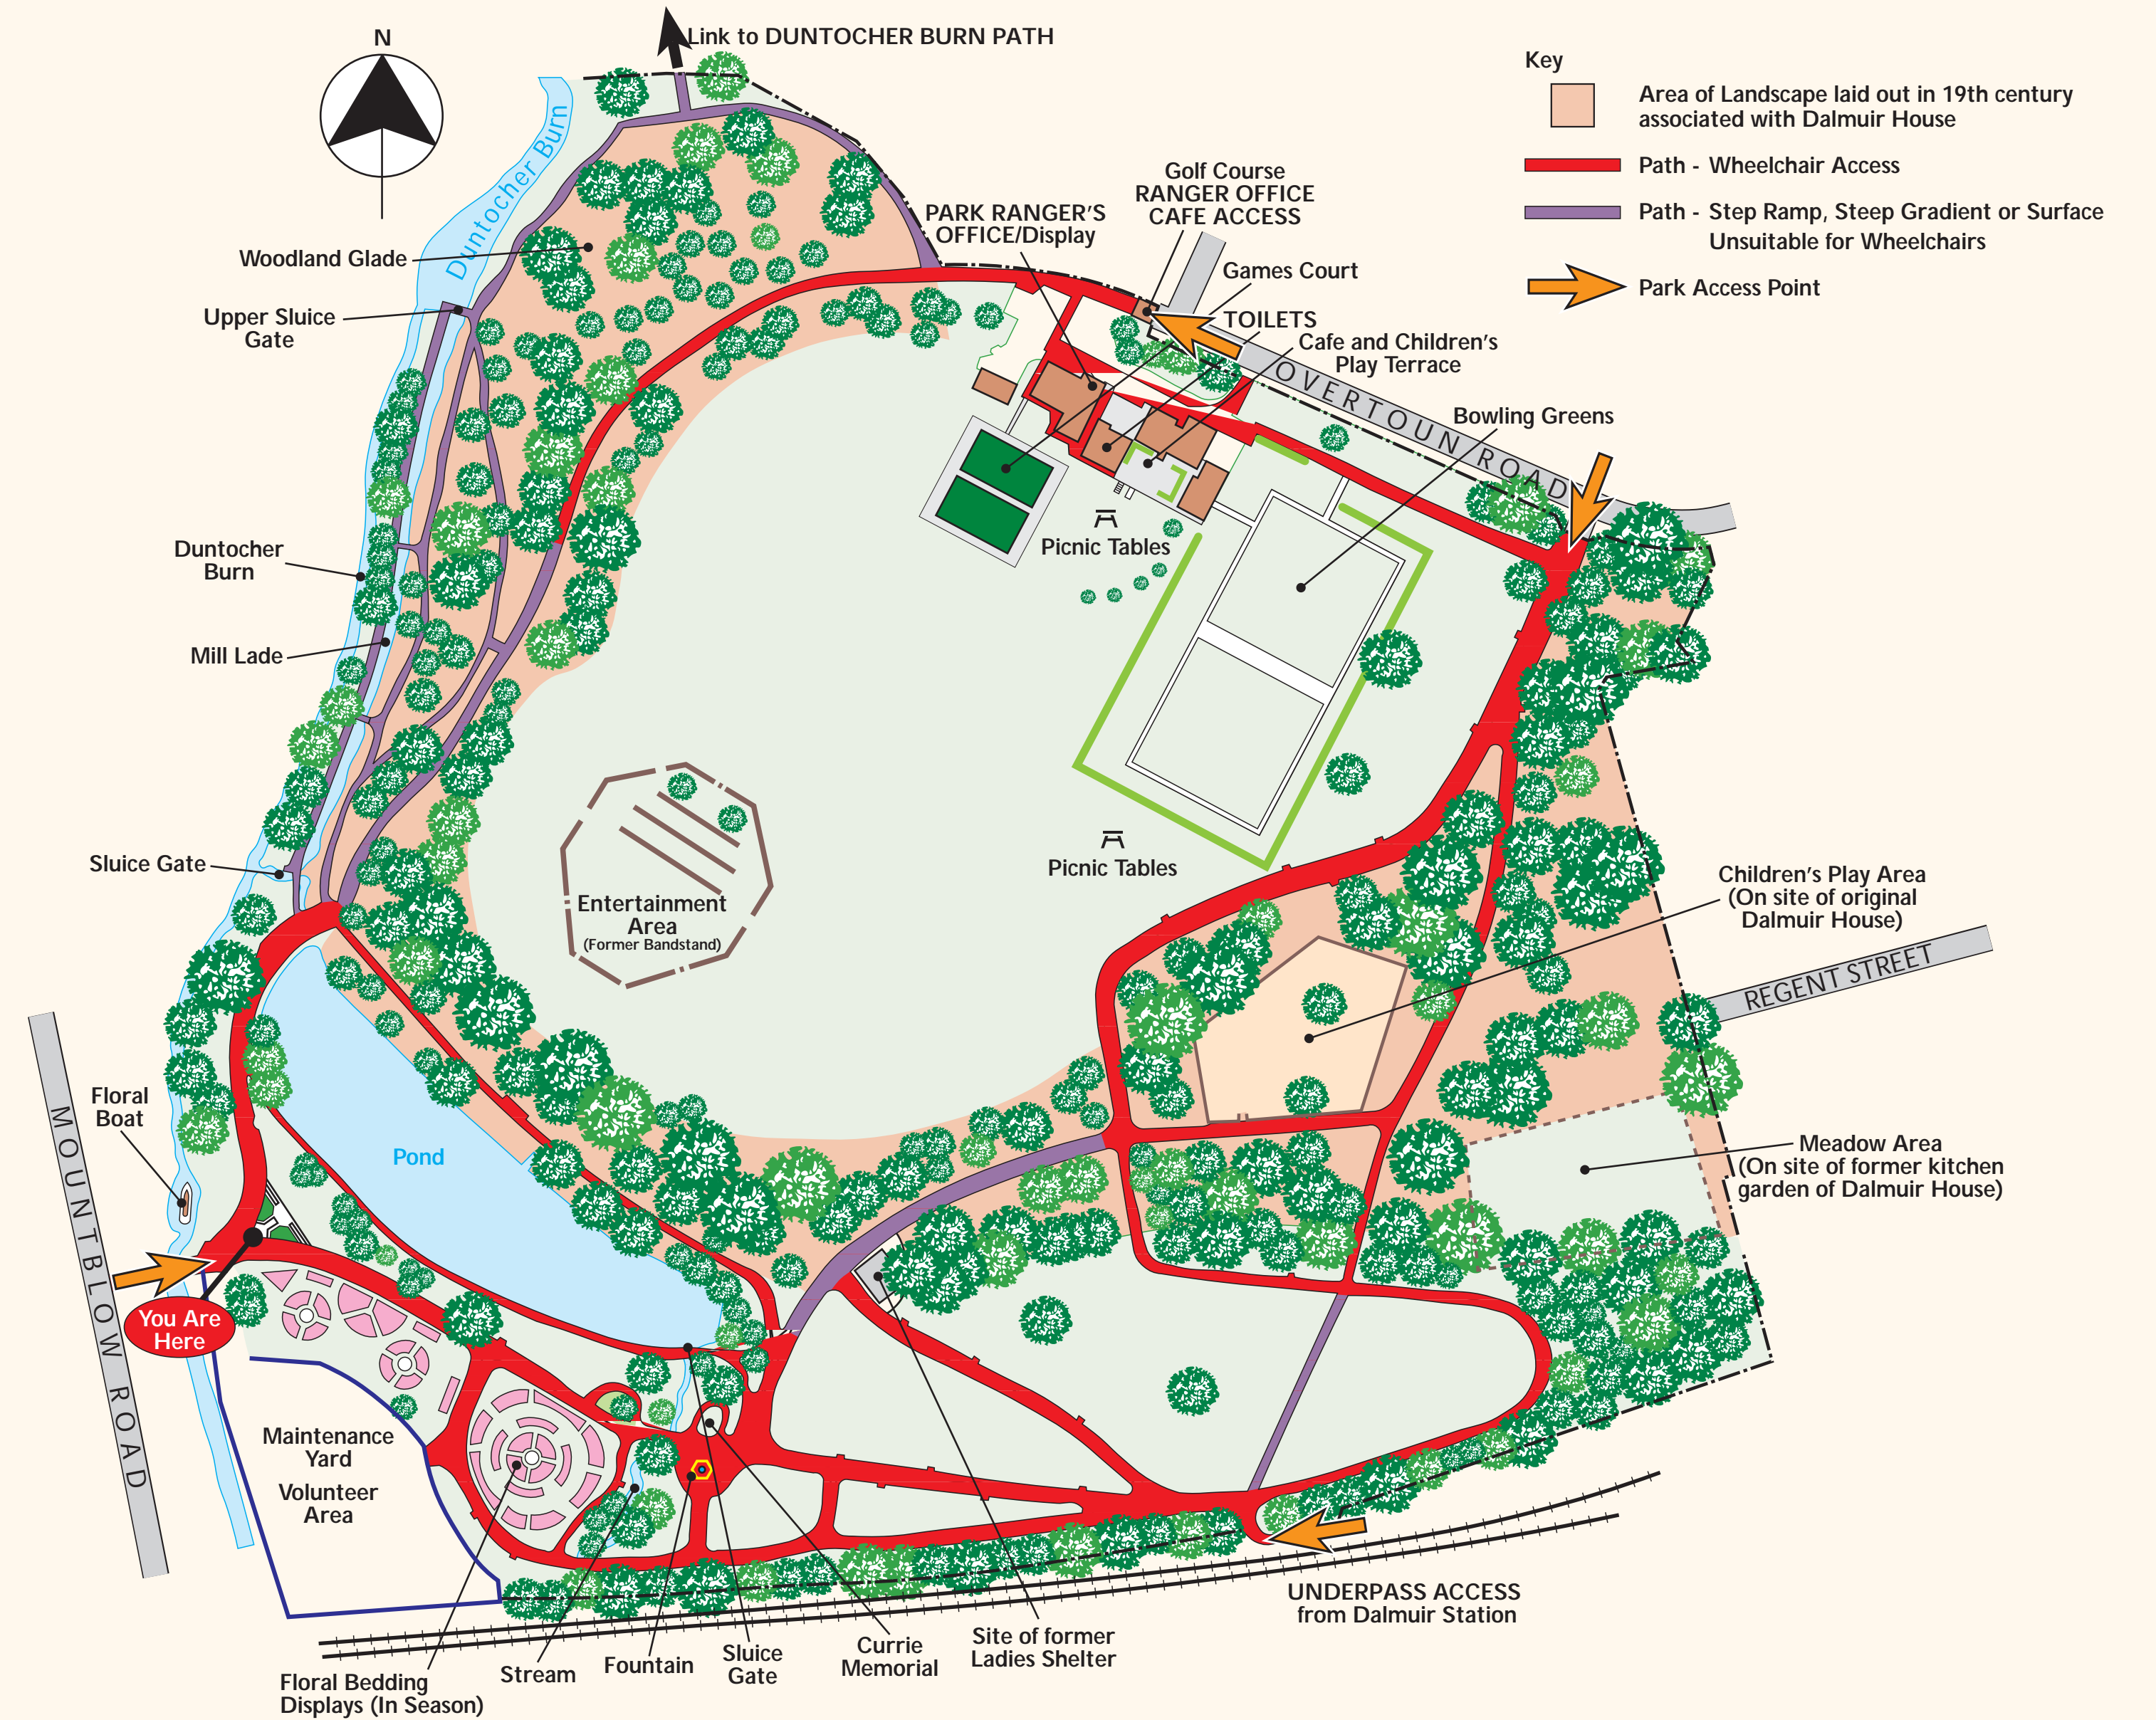 N
Link to DUNTOCHER BURN PATH
Key
Area of Landscape laid out in 19th century
associated with Dalmuir House
Path - Wheelchair Access
Path - Step Ramp, Steep Gradient or Surface
Unsuitable for Wheelchairs
Park Access Point
Duntocher Burn
Golf Course
RANGER OFFICE
CAFE ACCESS
PARK RANGER'S
OFFICE/Display
Woodland Glade
Games Court
Upper Sluice
Gate
TOILETS
Cafe and Children's
Play Terrace
OVERTOUN ROAD
Bowling Greens
Picnic Tables
Duntocher
Burn
Mill Lade
Sluice Gate
Picnic Tables
Entertainment
Area
(Former Bandstand)
Children's Play Area
(On site of original
Dalmuir House)
REGENT STREET
Floral
Boat
Pond
Meadow Area
(On site of former kitchen
garden of Dalmuir House)
MOUNTBLOW ROAD
You Are
Here
Maintenance
Yard
Volunteer
Area
UNDERPASS ACCESS
from Dalmuir Station
Floral Bedding
Displays (In Season)
Stream
Fountain
Sluice
Gate
Currie
Memorial
Site of former
Ladies Shelter